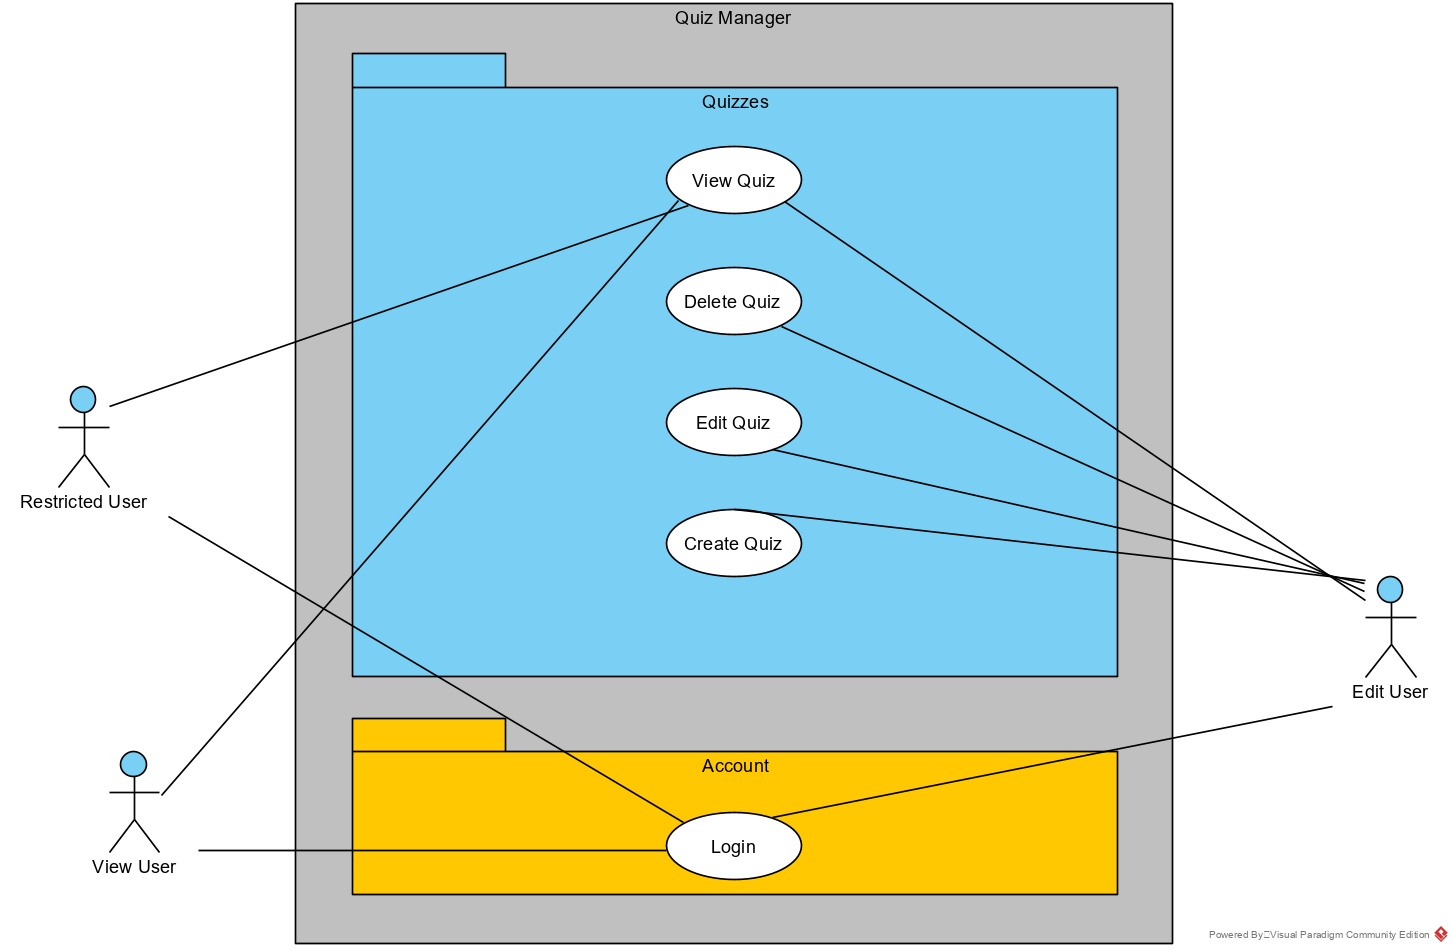 Quiz Manager
Quizzes
View Quiz
Delete Quiz
Edit Quiz
Create Quiz
Restricted User
Edit User
Account
Login
View User
Powered By Visual Paradigm Community Edition